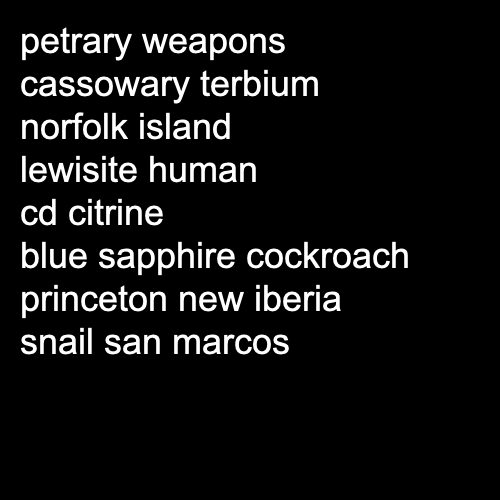 petrary weapons
cassowary terbium
norfolk island
lewisite human
cd citrine
blue sapphire cockroach
princeton new iberia
snail san marcos